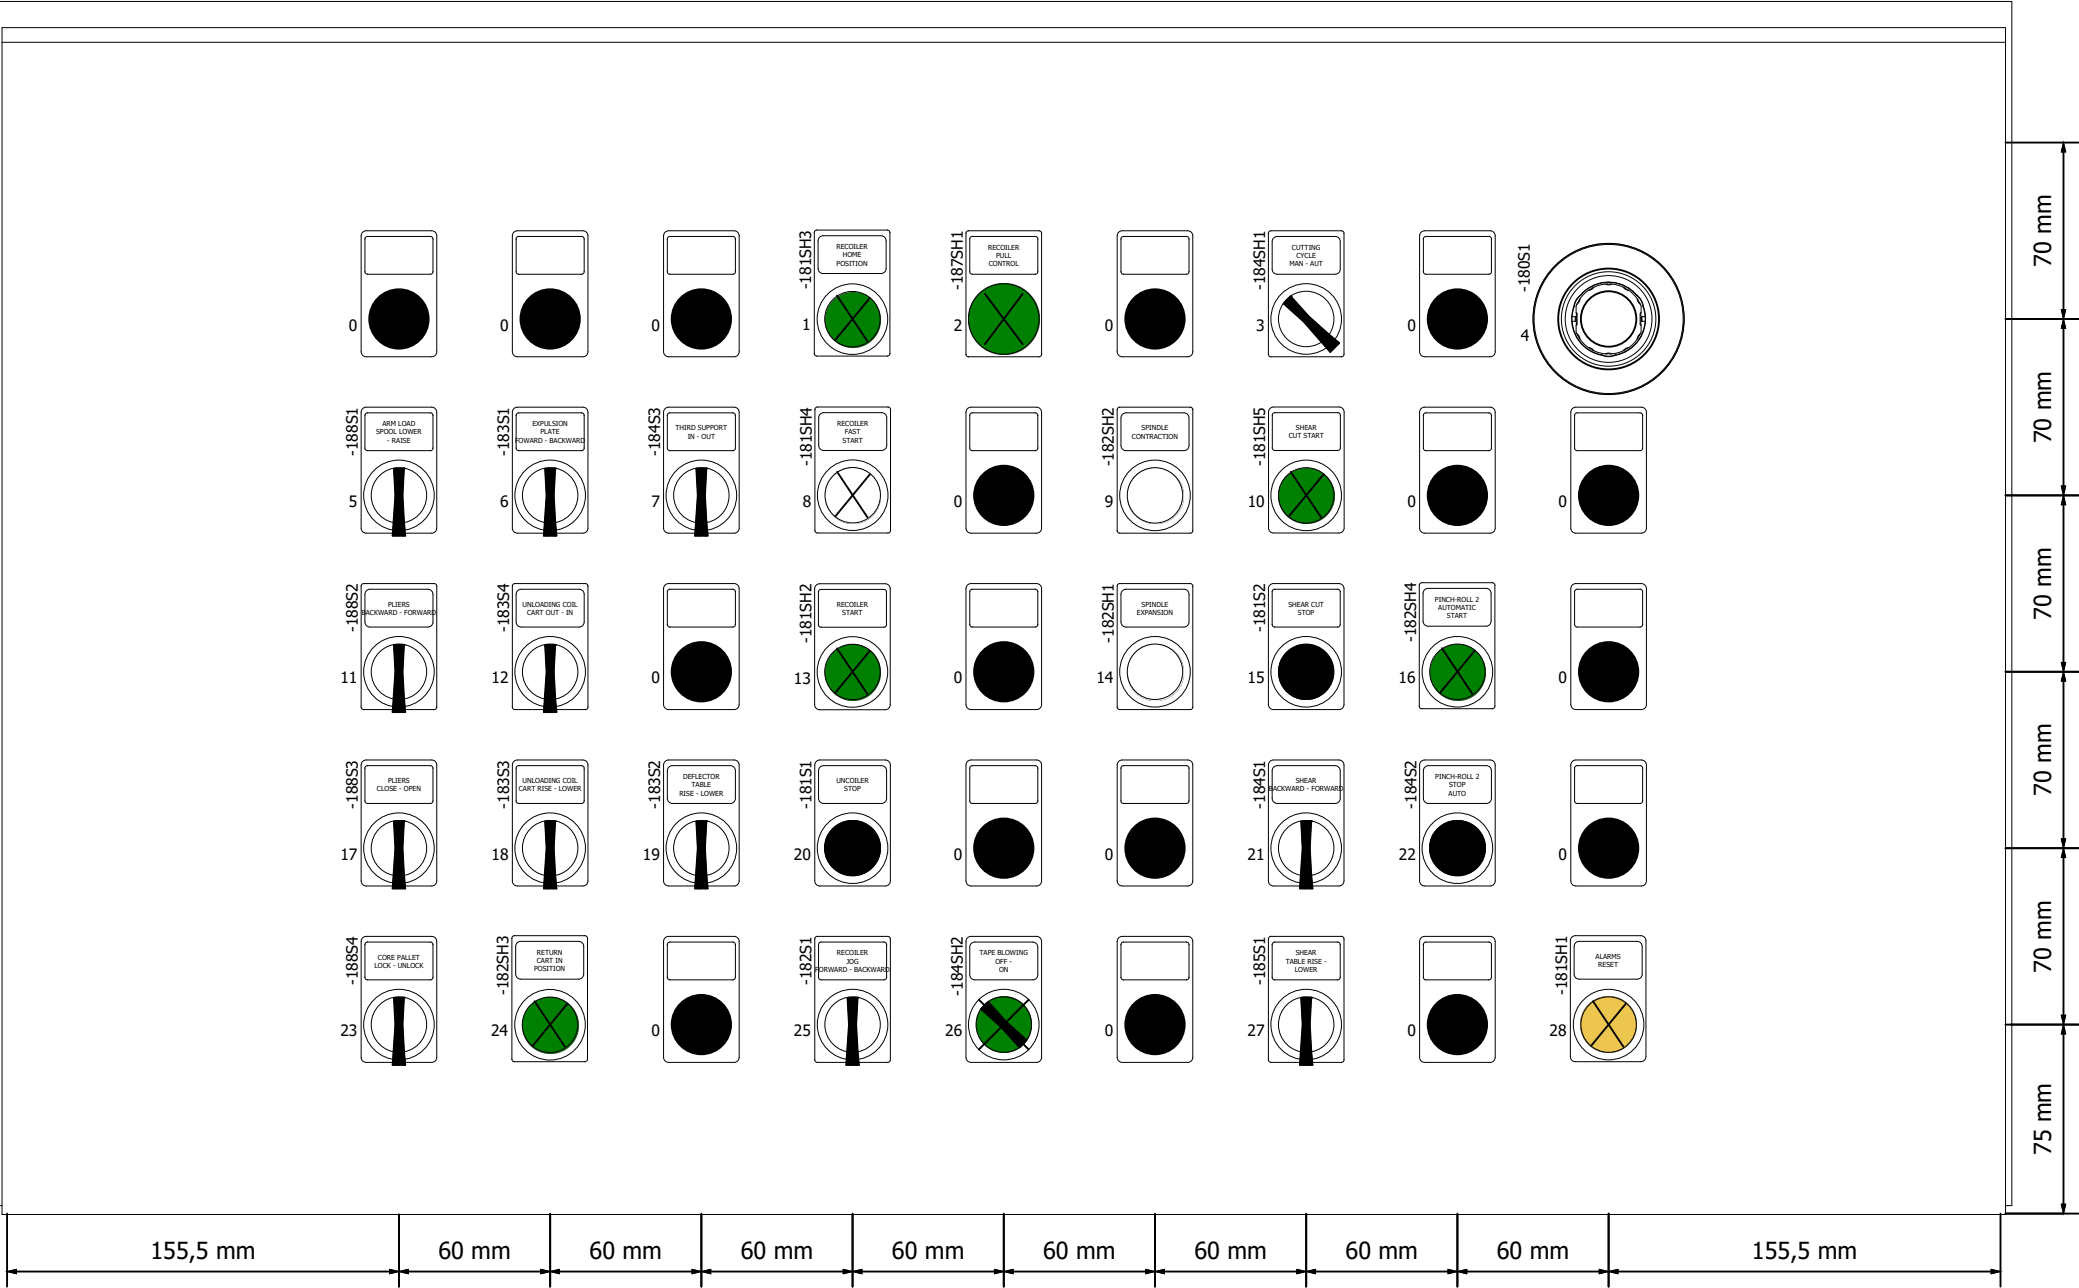 -181SH3
RECOILER
HOME
POSITION
-187SH1
RECOILER
PULL
CONTROL
-184SH1
CUTTING
CYCLE
MAN - AUT
-180S1
0
0
0
1
2
0
3
0
4
70 mm
-188S1
ARM LOAD
SPOOL LOWER
- RAISE
-183S1
EXPULSION
PLATE
FOWARD - BACKWARD
-184S3
THIRD SUPPORT
IN - OUT
-181SH4
RECOILER
FAST
START
-182SH2
SPINDLE
CONTRACTION
-181SH5
SHEAR
CUT START
5
6
7
8
0
9
10
0
0
70 mm
-188S2
PLIERS
BACKWARD - FORWARD
-183S4
UNLOADING COIL
CART OUT - IN
-181SH2
RECOILER
START
-182SH1
SPINDLE
EXPANSION
-181S2
SHEAR CUT
STOP
-182SH4
PINCH-ROLL 2
AUTOMATIC
START
11
12
0
13
0
14
15
16
0
70 mm
-188S3
PLIERS
CLOSE - OPEN
-183S3
UNLOADING COIL
CART RISE - LOWER
-183S2
DEFLECTOR
TABLE
RISE - LOWER
-181S1
UNCOILER
STOP
-184S1
SHEAR
BACKWARD - FORWARD
-184S2
PINCH-ROLL 2
STOP
AUTO
17
18
19
20
0
0
21
22
0
70 mm
-188S4
CORE PALLET
LOCK - UNLOCK
-182SH3
RETURN
CART IN
POSITION
-182S1
RECOILER
JOG
FORWARD - BACKWARD
-184SH2
TAPE BLOWING
OFF -
ON
-185S1
SHEAR
TABLE RISE -
LOWER
-181SH1
ALARMS
RESET
23
24
0
25
26
0
27
0
28
70 mm
75 mm
155,5 mm
60 mm
60 mm
60 mm
60 mm
60 mm
60 mm
60 mm
60 mm
155,5 mm